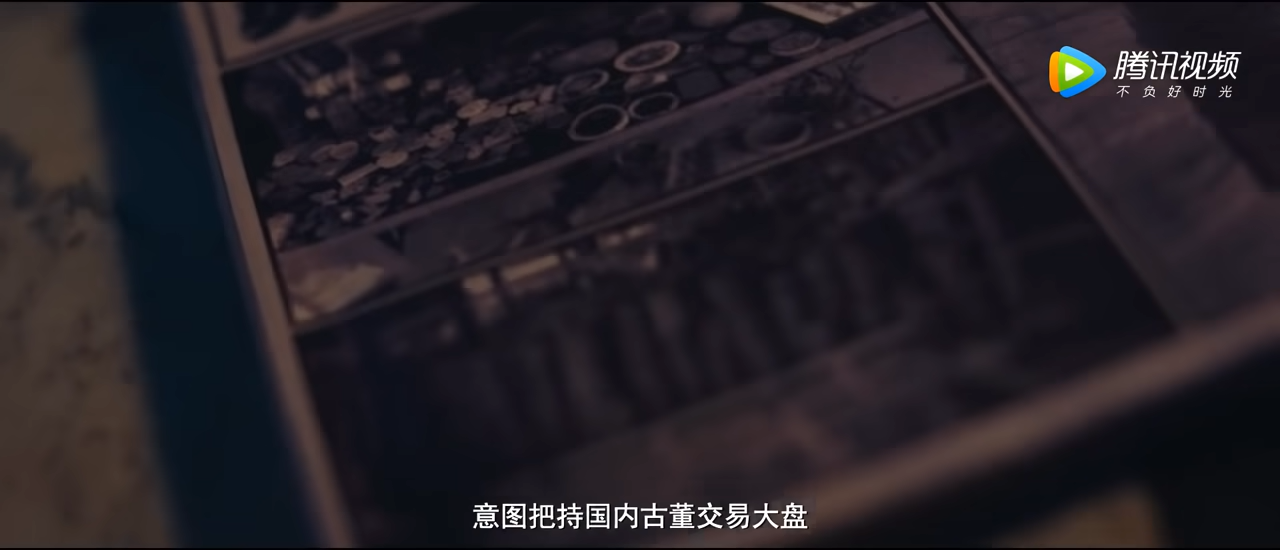 腾讯视频
不负好时光
意图把持国内古董交易大盘